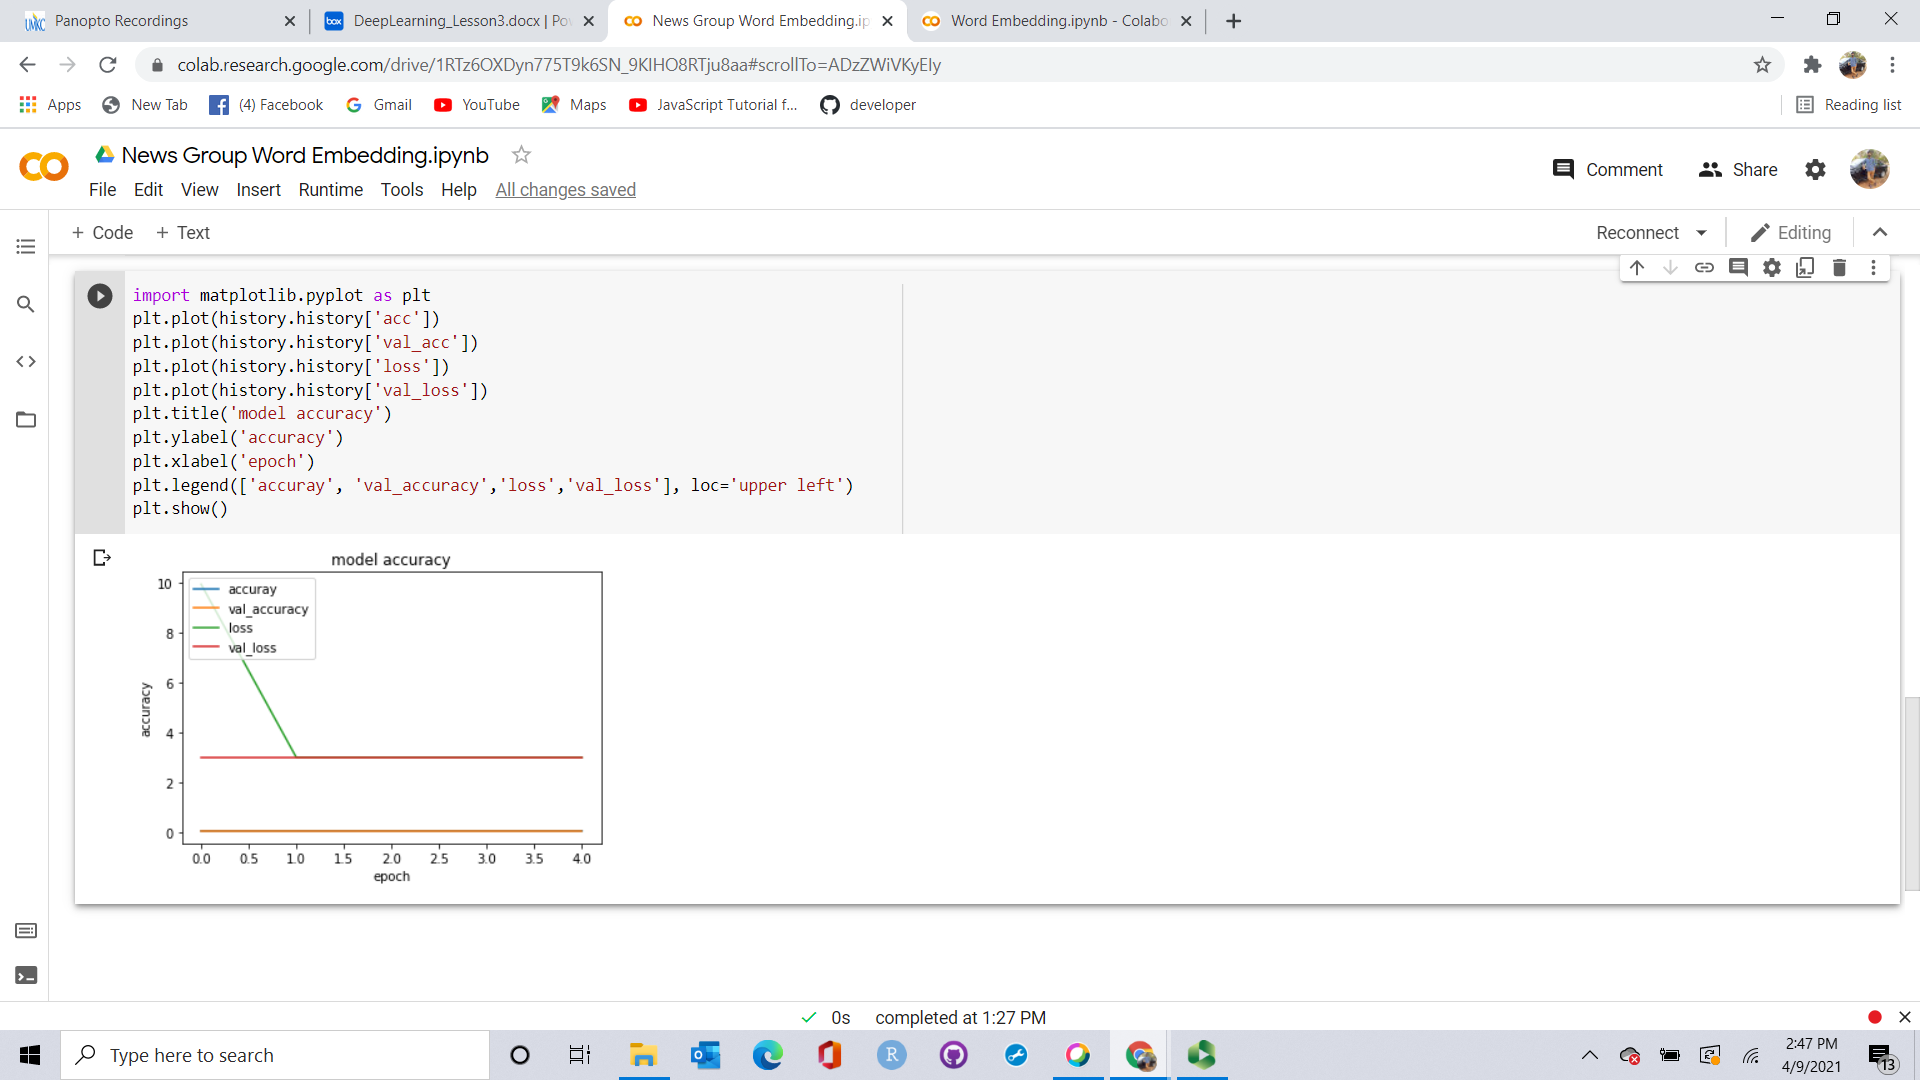 Panopto Recordings
DeepLearning_Lesson3.docx | Po
News Group Word Embedding.ip
Word Embedding.ipynb - Colabo
colab.research.google.com/drive/1RTz6OXDyn775T9k6SN_9KIHO8RTju8aa#scrollTo=ADzZWiVKyEIy
Apps
New Tab
(4) Facebook
Gmail
YouTube
Maps
JavaScript Tutorial f...
developer
Reading list
News Group Word Embedding.ipynb
Comment
Share
File Edit View Insert Runtime Tools Help All changes saved
+ Code + Text
Reconnect
Editing
import matplotlib.pyplot as plt
plt.plot(history.history['acc'])
plt.plot(history.history['val_acc'])
plt.plot(history.history['loss'])
plt.plot(history.history['val_loss'])
plt.title('model accuracy')
plt.ylabel('accuracy')
plt.xlabel('epoch')
plt.legend(['accuray', 'val_accuracy','loss','val_loss'], loc='upper left')
plt.show()
model accuracy
accuray
val_accuracy
loss
val_loss
10
8
6
4
2
0
accuracy
0.0 0.5 1.0 1.5 2.0 2.5 3.0 3.5 4.0
epoch
0s completed at 1:27 PM
Type here to search
2:47 PM
4/9/2021
13